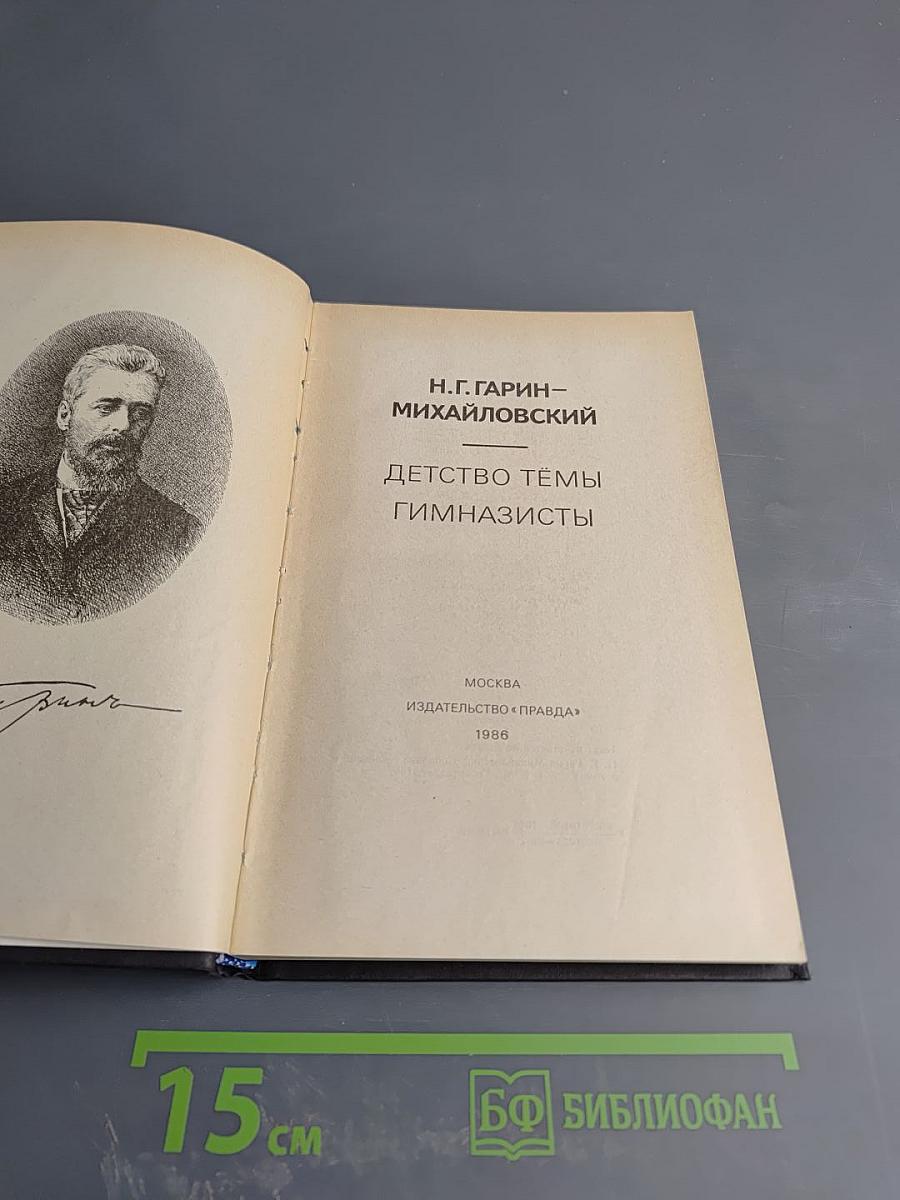 Н.Г.ГАРИН–
МИХАЙЛОВСКИЙ
ДЕТСТВО ТЁМЫ
ГИМНАЗИСТЫ
МОСКВА
ИЗДАТЕЛЬСТВО «ПРАВДА»
1986
15 см
БФ БИБЛИОФАН